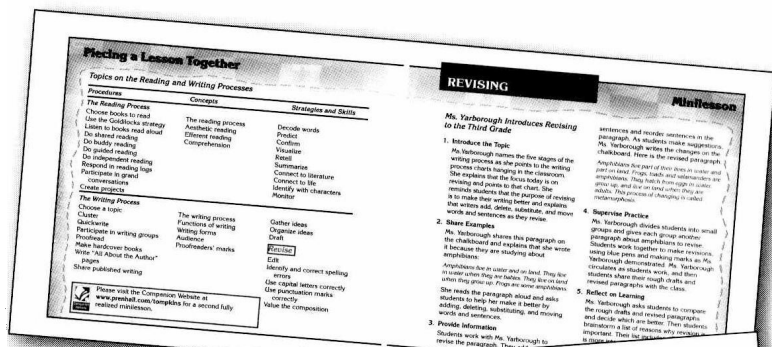 Piecing a Lesson Together
Topics on the Reading and Writing Processes
Procedures Concepts Strategies and Skills
The Reading Process
Choose books to read
Use the Goldilocks strategy
Listen to books read aloud
Do shared reading
Do buddy reading
Do guided reading
Do independent reading
Respond in reading logs
Participate in grand
conversations
Create projects
The reading process
Aesthetic reading
Efferent reading
Comprehension
Decode words
Predict
Confirm
Visualize
Retell
Summarize
Connect to literature
Connect to life
Identify with characters
Monitor
The Writing Process
Choose a topic
Cluster
Quickwrite
Participate in writing groups
Proofread
Make hardcover books
Write "All About the Author"
pages
Share published writing
The writing process
Functions of writing
Writing forms
Audience
Proofreaders' marks
Gather ideas
Organize ideas
Draft
Revise
Edit
Identify and correct spelling
errors
Use capital letters correctly
Use punctuation marks
correctly
Value the composition
Please visit the Companion Website at
www.prenhall.com/tompkins for a second fully
realized minilesson.
REVISING
Minilesson
Ms. Yarborough Introduces Revising
to the Third Grade
1. Introduce the Topic
Ms. Yarborough names the five stages of the
writing process as she points to the writing
process charts hanging in the classroom.
She explains that the focus today is on
revising and points to that chart. She
reminds students that the purpose of revising
is to make their writing better and explains
that writers add, delete, substitute, and move
words and sentences as they revise.
2. Share Examples
Ms. Yarborough shares this paragraph on
the chalkboard and explains that she wrote
it because they are studying about
amphibians:
Amphibians live in water and on land. They live
in water when they are babies. They live on land
when they grow up. Frogs are some amphibians.
She reads the paragraph aloud and asks
students to help her make it better by
adding, deleting, substituting, and moving
words and sentences.
3. Provide Information
Students work with Ms. Yarborough to
revise the paragraph. They add
sentences and reorder sentences in the
paragraph. As students make suggestions,
Ms. Yarborough writes the changes on the
chalkboard. Here is the revised paragraph:
Amphibians live part of their lives in water and
part on land. Frogs, toads and salamanders are
amphibians. They hatch from eggs in water,
grow up, and live on land when they are
adults. This process of changing is called
metamorphosis.
4. Supervise Practice
Ms. Yarborough divides students into small
groups and gives each group another
paragraph about amphibians to revise.
Students work together to make revisions,
using blue pens and making marks as Ms.
Yarborough demonstrated. Ms. Yarborough
circulates as students work, and then
students share their rough drafts and
revised paragraphs with the class.
5. Reflect on Learning
Ms. Yarborough asks students to compare
the rough drafts and revised paragraphs
and decide which are better. Then students
brainstorm a list of reasons why revision is
important. Their list
is more